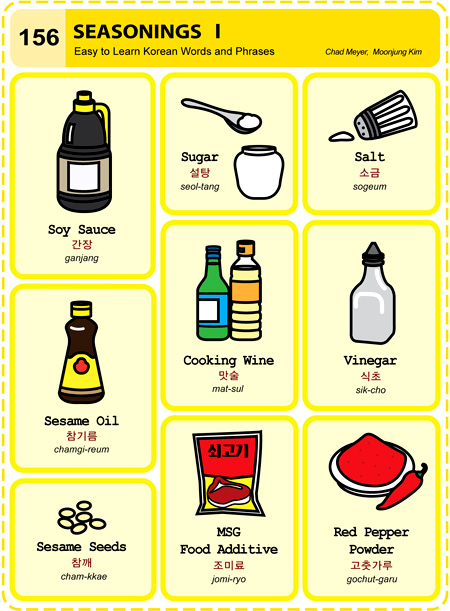 156
SEASONINGS I
Easy to Learn Korean Words and Phrases
Chad Meyer, Moonjung Kim
Soy Sauce
간장
ganjang
Sugar
설탕
seol-tang
Salt
소금
sogeum
Sesame Oil
참기름
chamgi-reum
Cooking Wine
맛술
mat-sul
Vinegar
식초
sik-cho
Sesame Seeds
참깨
cham-kkae
쇠고기
MSG
Food Additive
조미료
jomi-ryo
Red Pepper
Powder
고춧가루
gochut-garu